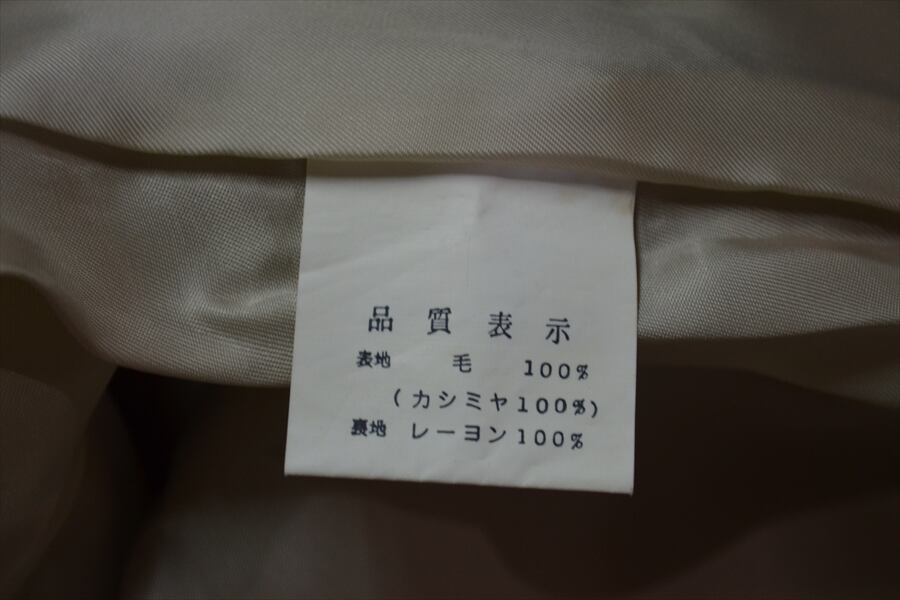 品質表示
表地 毛 100%
(カシミヤ100%)
裏地 レーヨン100%